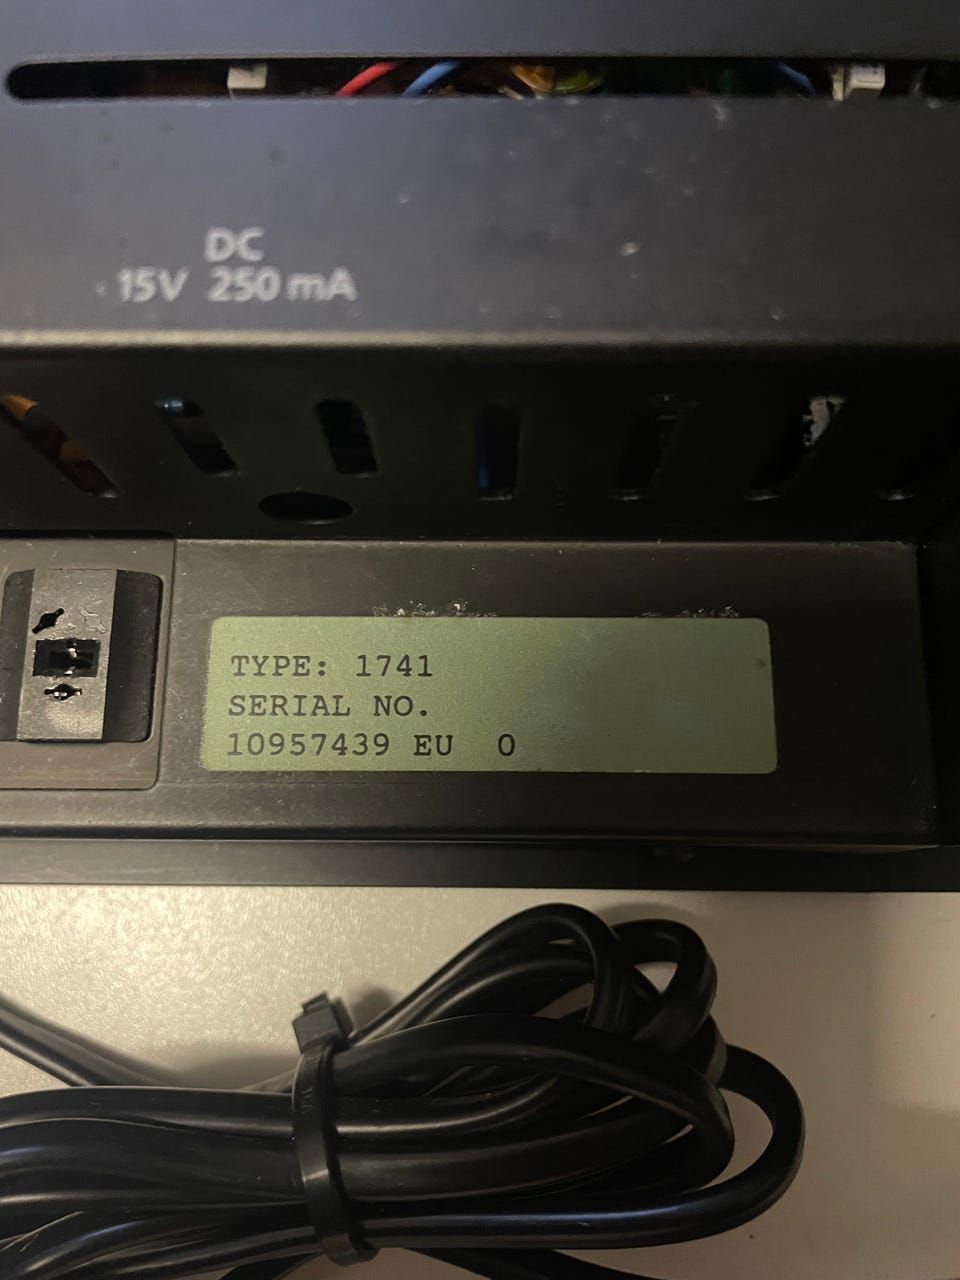 DC
15V 250 mA
TYPE: 1741
SERIAL NO.
10957439 EU 0